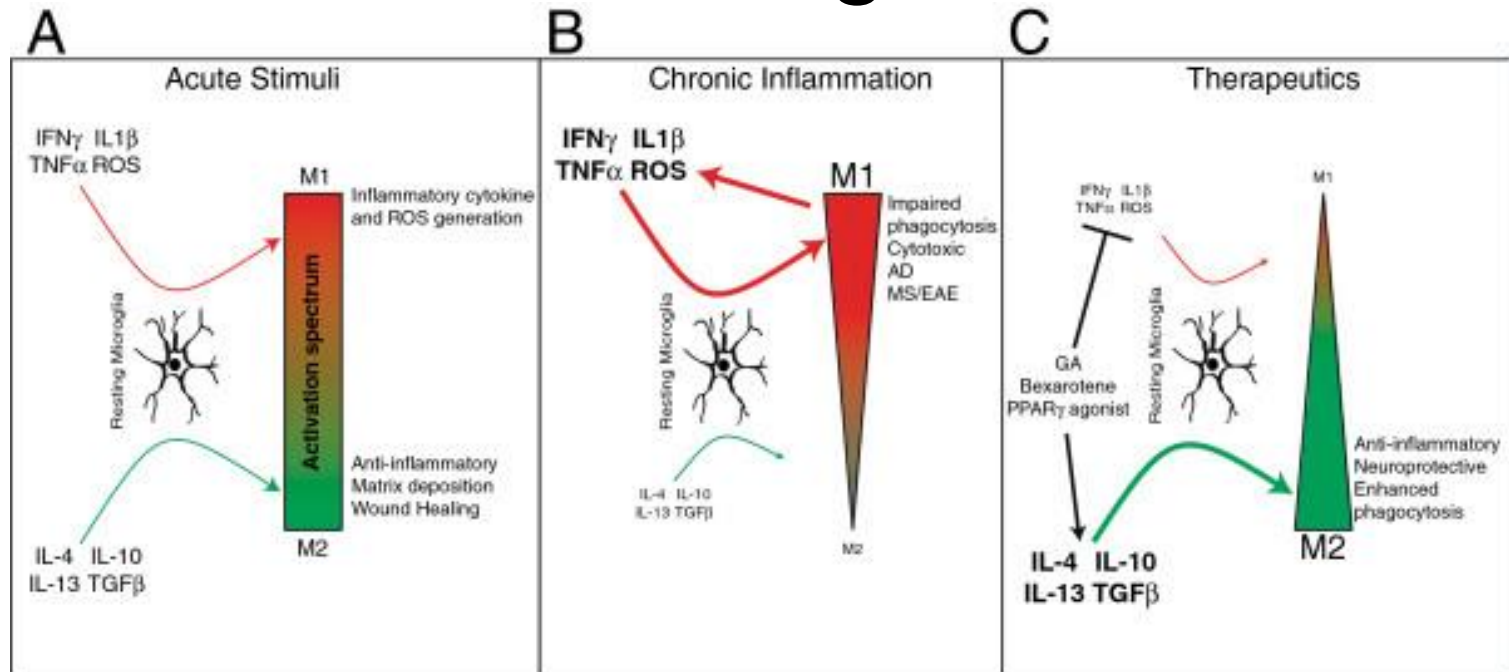 A
Acute Stimuli
IFNγ IL1β
TNFα ROS
M1
Inflammatory cytokine
and ROS generation
Activation spectrum
Resting Microglia
Anti-inflammatory
Matrix deposition
Wound Healing
M2
IL-4 IL-10
IL-13 TGFβ
B
Chronic Inflammation
IFNγ IL1β
TNFα ROS
M1
Impaired
phagocytosis
Cytotoxic
AD
MS/EAE
Resting Microglia
IL-4 IL-10
IL-13 TGFβ
M2
C
Therapeutics
M1
IFNγ IL1β
TNFα ROS
Resting Microglia
GA
Bexarotene
PPARγ agonist
Anti-inflammatory
Neuroprotective
Enhanced
phagocytosis
M2
IL-4 IL-10
IL-13 TGFβ